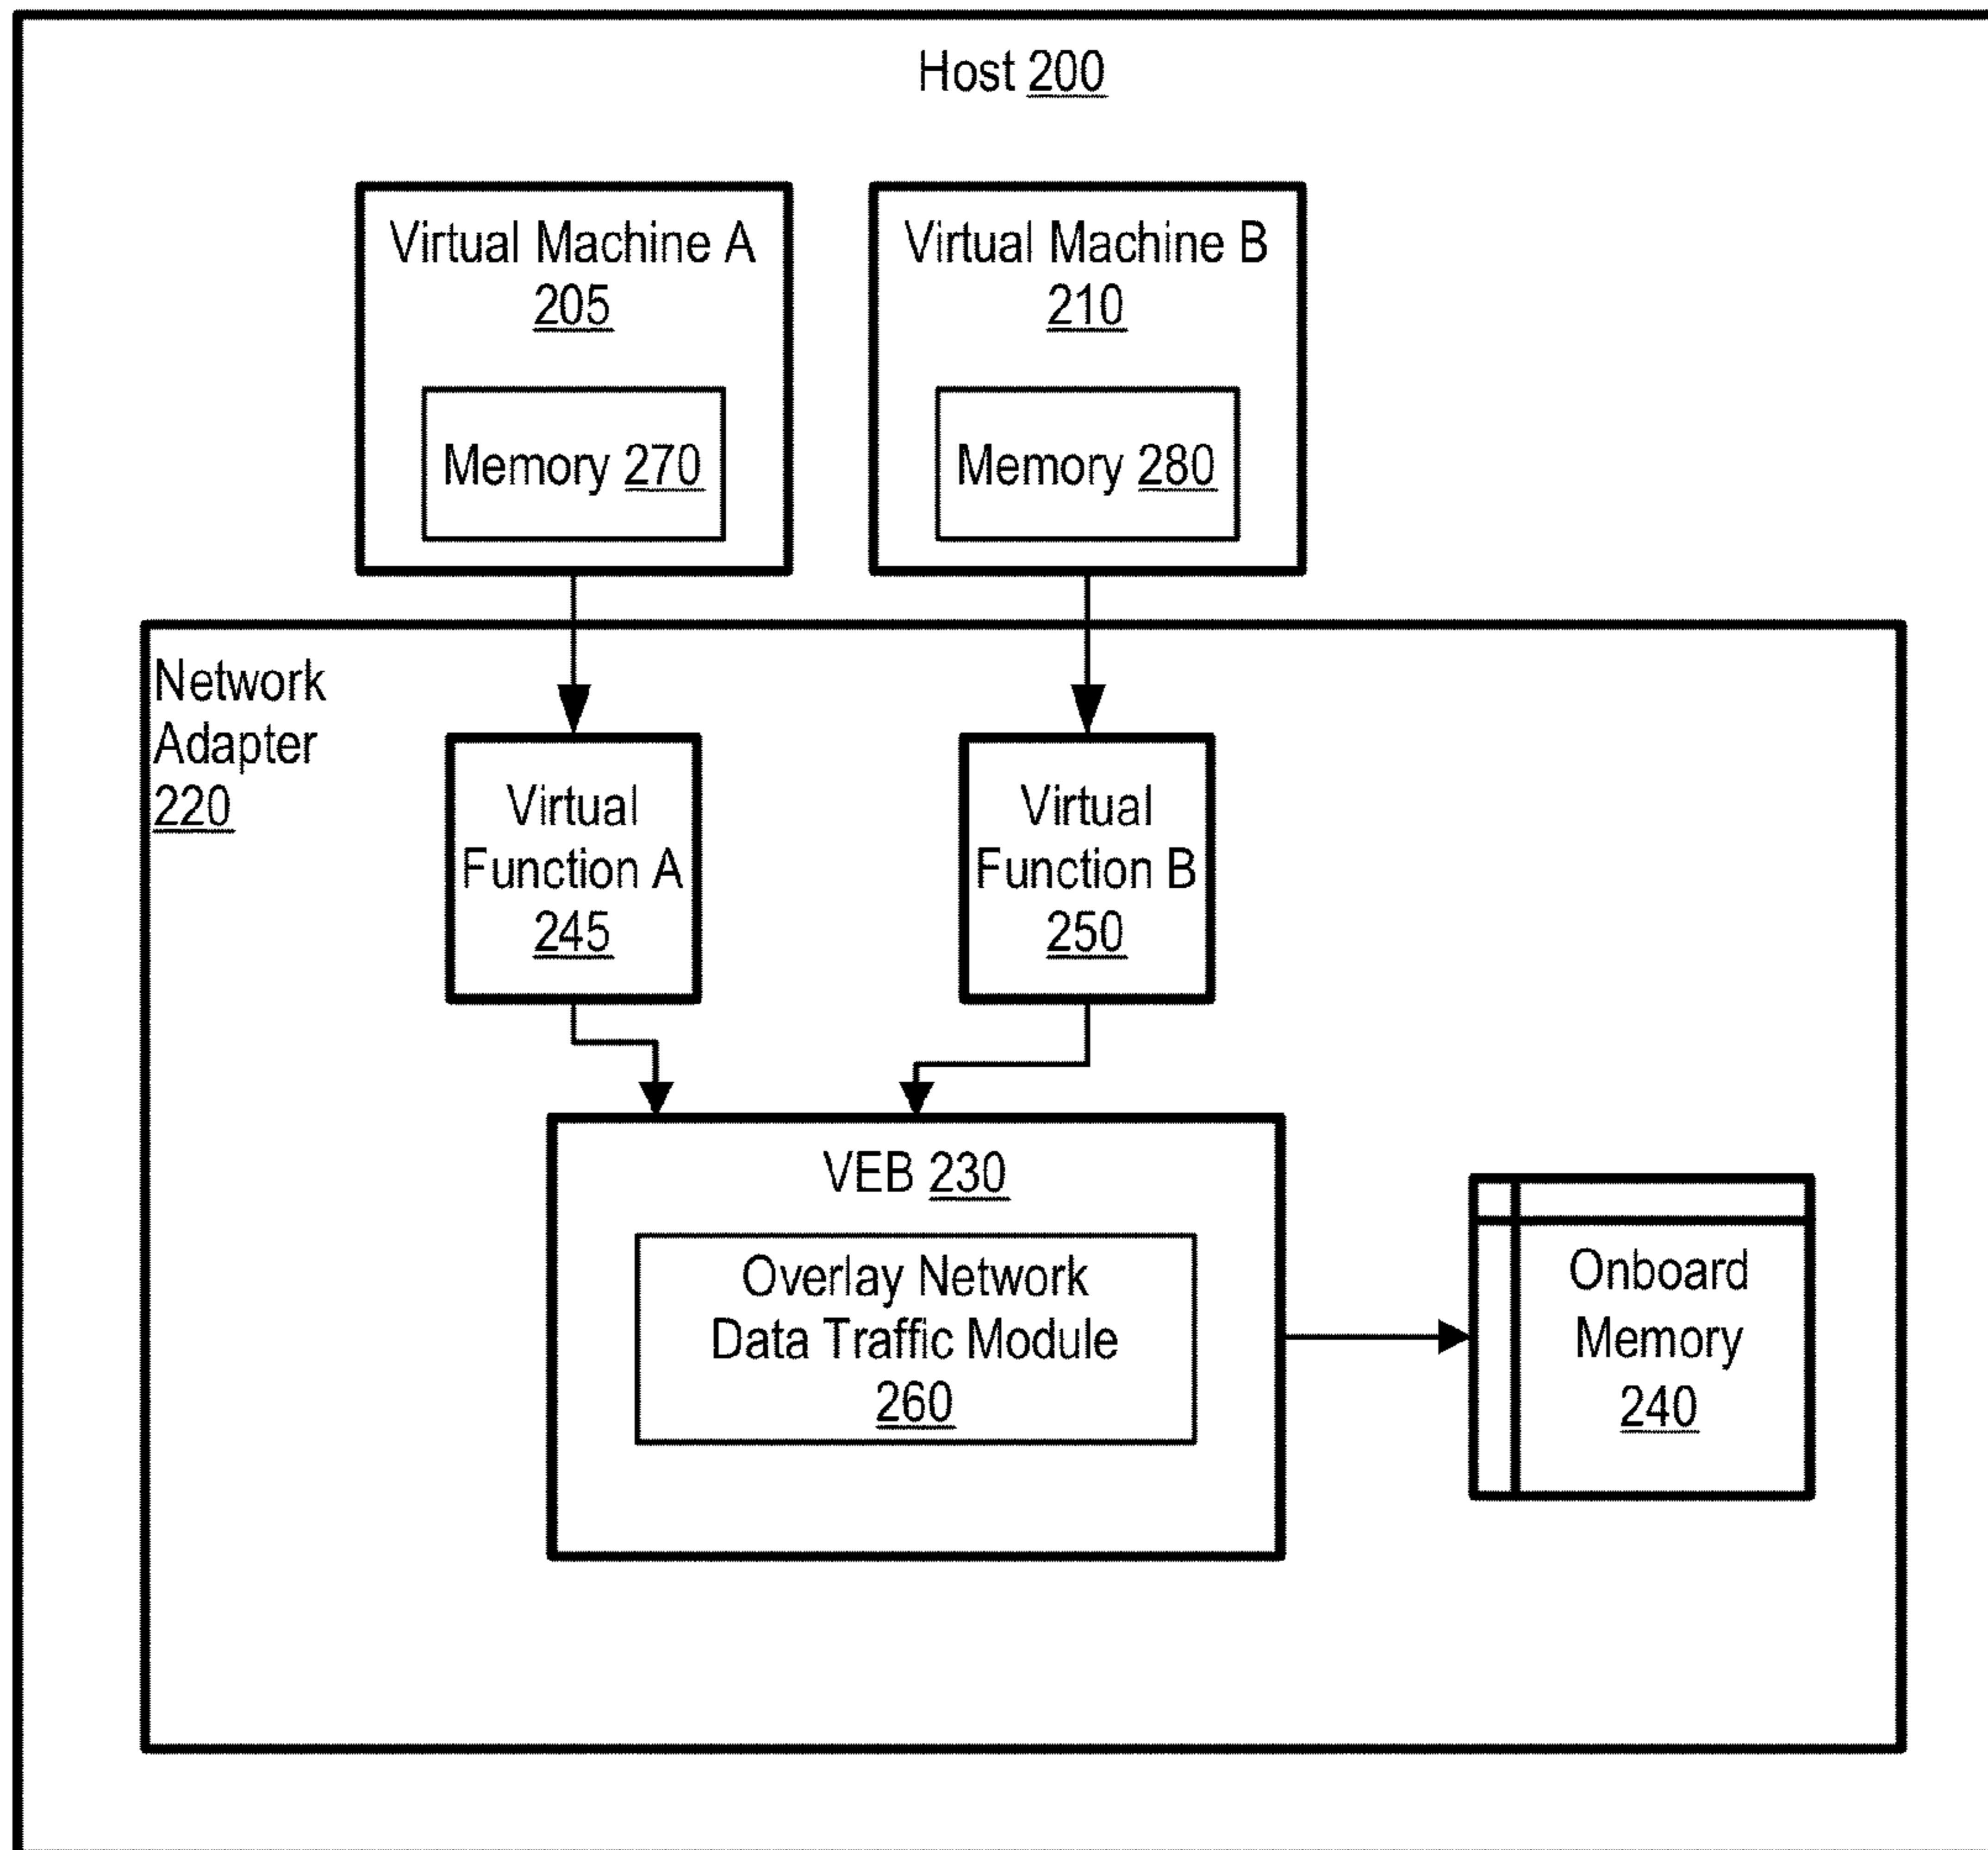 Host 200
Virtual Machine A
205
Memory 270
Virtual Machine B
210
Memory 280
Network
Adapter
220
Virtual
Function A
245
Virtual
Function B
250
VEB 230
Overlay Network
Data Traffic Module
260
Onboard
Memory
240